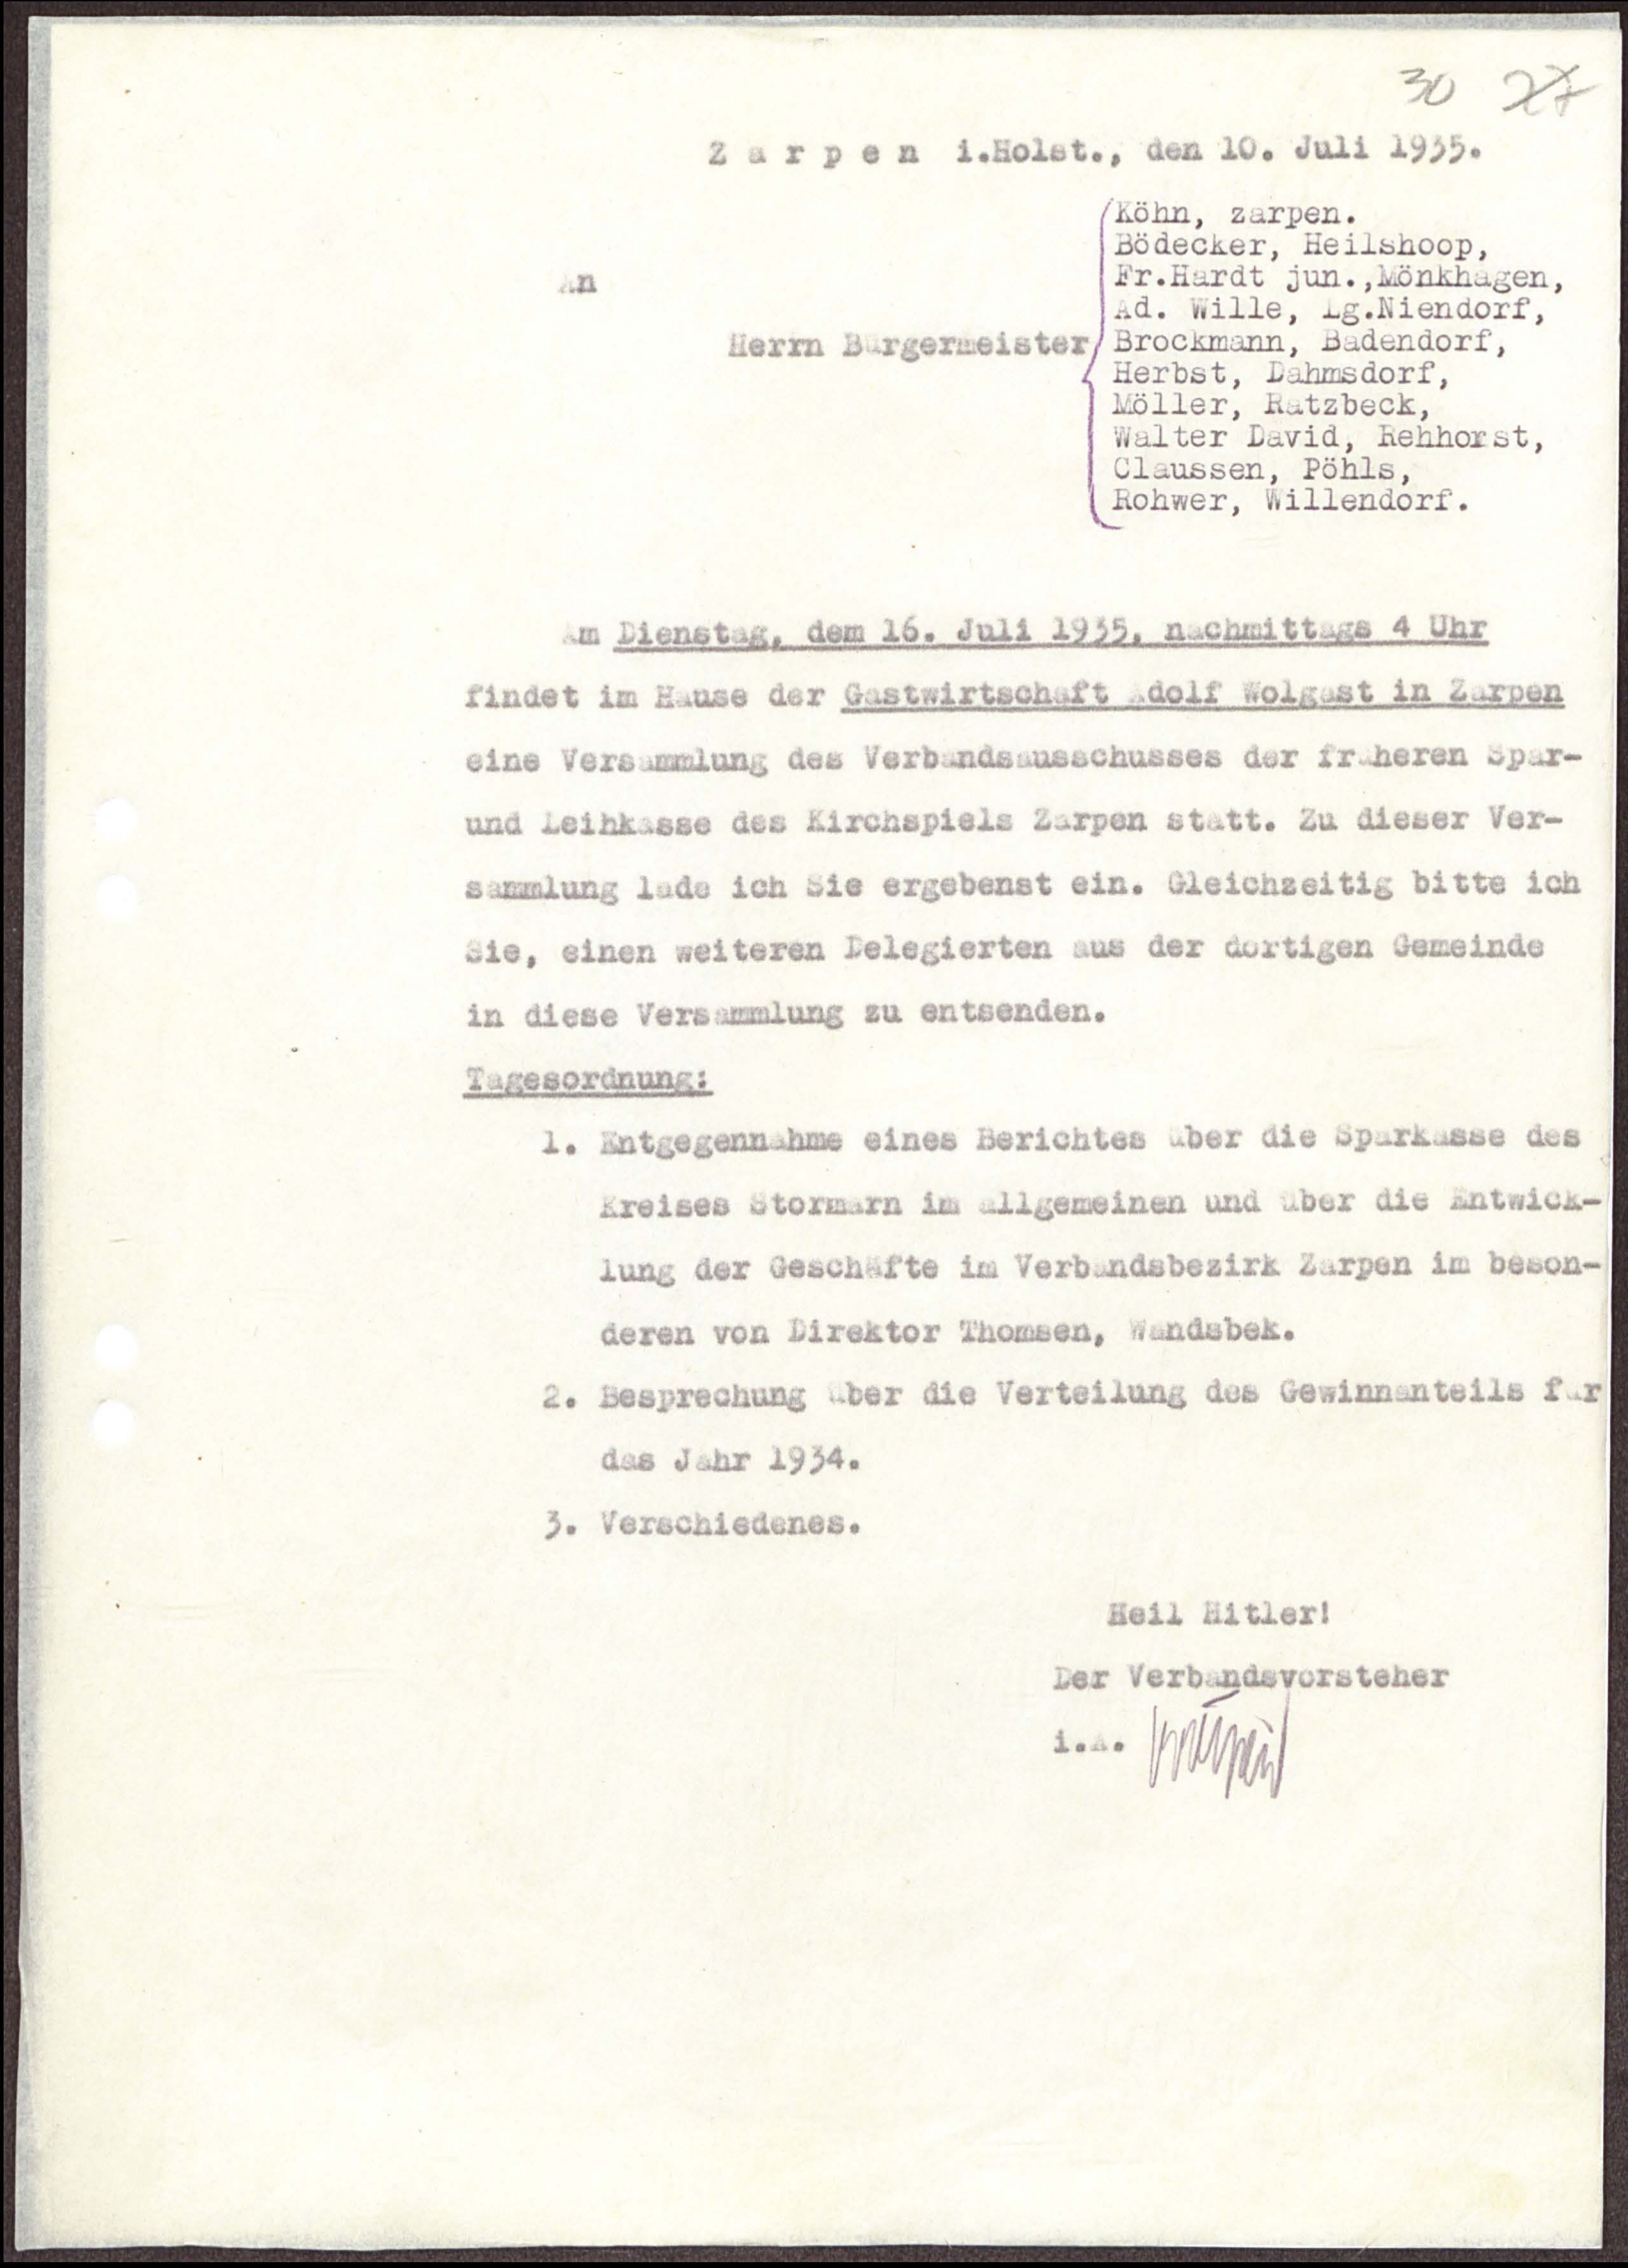 30 27
Zarpen i.Holst., den 10. Juli 1935.
Köhn, zarpen.
Bödecker, Heilshoop,
An
Fr.Hardt jun.,Mönkhagen,
Ad. Wille, Lg.Niendorf,
Herrn Bürgermeister Brockmann, Badendorf,
Herbst, Dahmsdorf,
Möller, Ratzbeck,
Walter David, Rehhorst,
Claussen, Pöhls,
Rohwer, Willendorf.
Am Dienstag, dem 16. Juli 1935, nachmittags 4 Uhr
findet im Hause der Gastwirtschaft Adolf Wolgast in Zarpen
eine Versammlung des Verbandsausschusses der früheren Spar-
und Leihkasse des Kirchspiels Zarpen statt. Zu dieser Ver-
sammlung lade ich Sie ergebenst ein. Gleichzeitig bitte ich
Sie, einen weiteren Delegierten aus der dortigen Gemeinde
in diese Versammlung zu entsenden.
Tagesordnung:
1. Entgegennahme eines Berichtes über die Sparkasse des
Kreises Stormarn im allgemeinen und über die Entwick-
lung der Geschäfte im Verbandsbezirk Zarpen im beson-
deren von Direktor Thomsen, Wandsbek.
2. Besprechung über die Verteilung des Gewinnanteils für
das Jahr 1934.
3. Verschiedenes.
Heil Hitler!
Der Verbandsvorsteher
i.A.